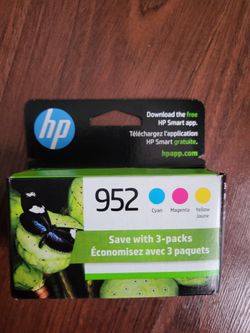 hp
Download the free
HP Smart app.
Téléchargez l'application
HP Smart gratuite.
hpapp.com
hp
952
Cyan
Magenta
Yellow
Jaune
Save with 3-packs
Économisez avec 3 paquets